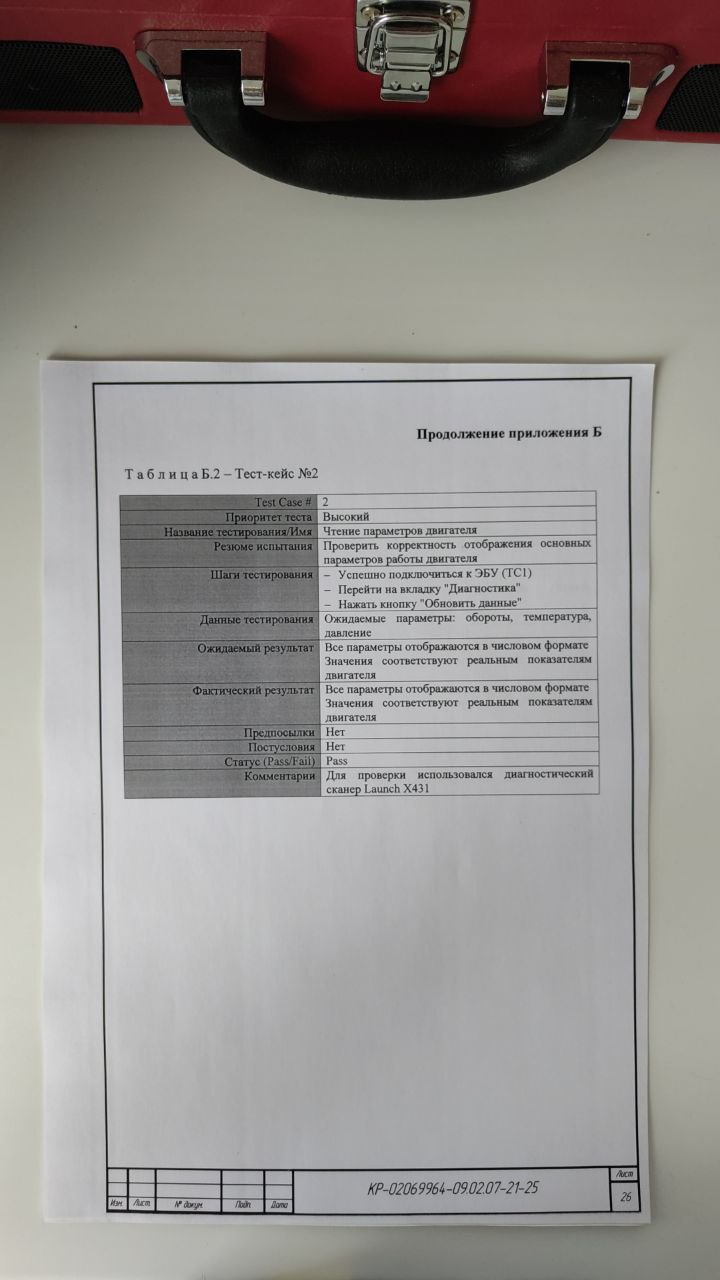 Продолжение приложения Б
Т а б л и ц а Б.2 – Тест-кейс №2
Test Case # 2
Приоритет теста Высокий
Название тестирования/Имя Чтение параметров двигателя
Резюме испытания Проверить корректность отображения основных
параметров работы двигателя
Шаги тестирования – Успешно подключиться к ЭБУ (ТС1)
– Перейти на вкладку "Диагностика"
– Нажать кнопку "Обновить данные"
Данные тестирования Ожидаемые параметры: обороты, температура,
давление
Ожидаемый результат Все параметры отображаются в числовом формате
Значения соответствуют реальным показателям
двигателя
Фактический результат Все параметры отображаются в числовом формате
Значения соответствуют реальным показателям
двигателя
Предпосылки Нет
Постусловия Нет
Статус (Pass/Fail) Pass
Комментарии Для проверки использовался диагностический
сканер Launch X431
КР-02069964-09.02.07-21-25
Лист
26
Изм. Лист № докум. Подп. Дата